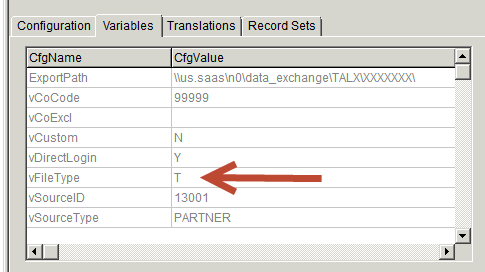 Configuration Variables Translations Record Sets
CfgName CfgValue
ExportPath \\us.saas\n0\data_exchange\TALX\XXXXXXX\
vCoCode 99999
vCoExcl
vCustom N
vDirectLogin Y
vFileType T
vSourceID 13001
vSourceType PARTNER